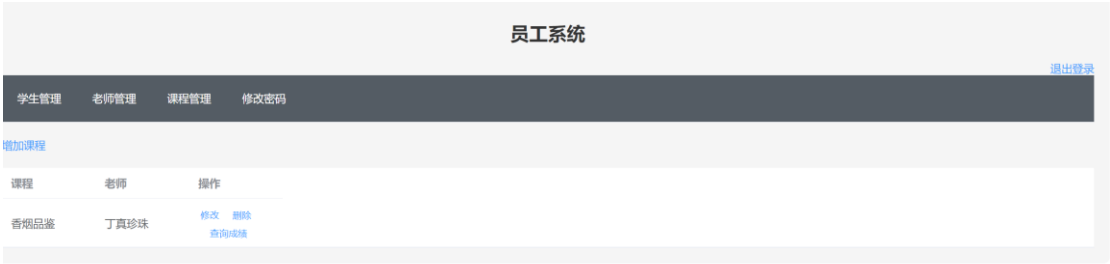 员工系统
退出登录
学生管理 老师管理 课程管理 修改密码
增加课程
课程 老师 操作
香烟品鉴 丁真珍珠 修改 删除
查询成绩